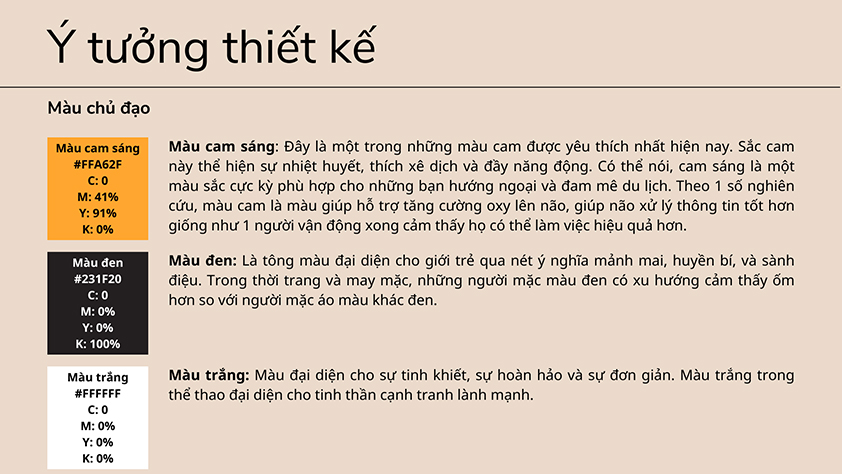 Ý tưởng thiết kế
Màu chủ đạo
Màu cam sáng
#FFA62F
C: 0
M: 41%
Y: 91%
K: 0%
Màu cam sáng: Đây là một trong những màu cam được yêu thích nhất hiện nay. Sắc cam
này thể hiện sự nhiệt huyết, thích xê dịch và đầy năng động. Có thể nói, cam sáng là một
màu sắc cực kỳ phù hợp cho những bạn hướng ngoại và đam mê du lịch. Theo 1 số nghiên
cứu, màu cam là màu giúp hỗ trợ tăng cường oxy lên não, giúp não xử lý thông tin tốt hơn
giống như 1 người vận động xong cảm thấy họ có thể làm việc hiệu quả hơn.
Màu đen
#231F20
C: 0
M: 0%
Y: 0%
K: 100%
Màu đen: Là tông màu đại diện cho giới trẻ qua nét ý nghĩa mảnh mai, huyền bí, và sành
điệu. Trong thời trang và may mặc, những người mặc màu đen có xu hướng cảm thấy ốm
hơn so với người mặc áo màu khác đen.
Màu trắng
#FFFFFF
C: 0
M: 0%
Y: 0%
K: 0%
Màu trắng: Màu đại diện cho sự tinh khiết, sự hoàn hảo và sự đơn giản. Màu trắng trong
thể thao đại diện cho tinh thần cạnh tranh lành mạnh.